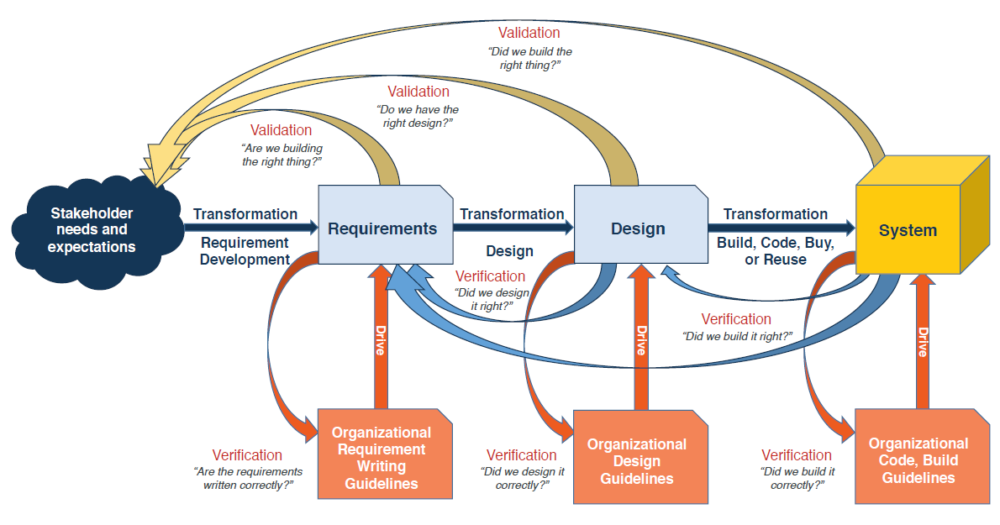 Validation
“Did we build the
right thing?”
Validation
“Do we have the
right design?”
Validation
“Are we building
the right thing?”
Stakeholder
needs and
expectations
Transformation
Requirement
Development
Requirements
Transformation
Design
Design
Transformation
Build, Code, Buy,
or Reuse
System
Verification
“Did we design
it right?”
Verification
“Did we build it right?”
Drive
Drive
Drive
Verification
“Are the requirements
written correctly?”
Organizational
Requirement
Writing
Guidelines
Verification
“Did we design it
correctly?”
Organizational
Design
Guidelines
Verification
“Did we build it
correctly?”
Organizational
Code, Build
Guidelines